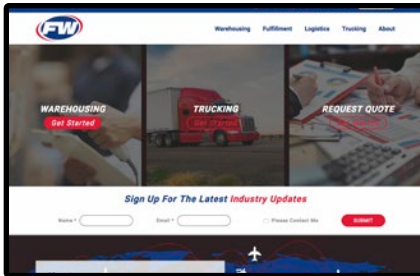 FW
Warehousing Fulfillment Logistics Trucking About
WAREHOUSING
Get Started
TRUCKING
Get Started
REQUEST QUOTE
Sign Up For The Latest Industry Updates
Name * Email * Please Contact Me SUBMIT